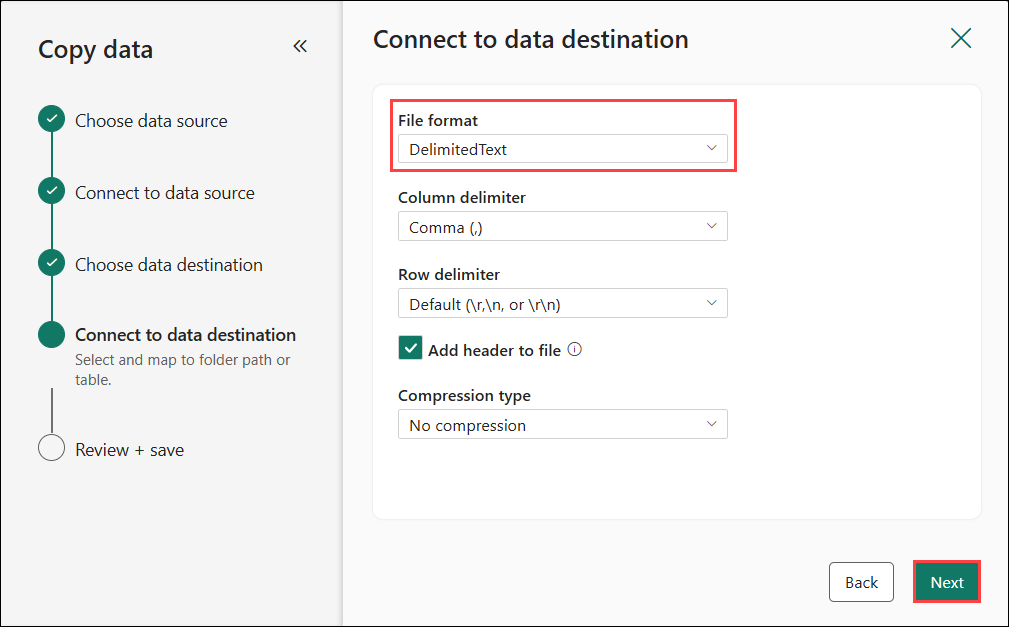 Copy data
Choose data source
Connect to data source
Choose data destination
Connect to data destination
Select and map to folder path or
table.
Review + save
Connect to data destination
File format
DelimitedText
Column delimiter
Comma (,)
Row delimiter
Default (\r,\n, or \r\n)
Add header to file
Compression type
No compression
Back
Next